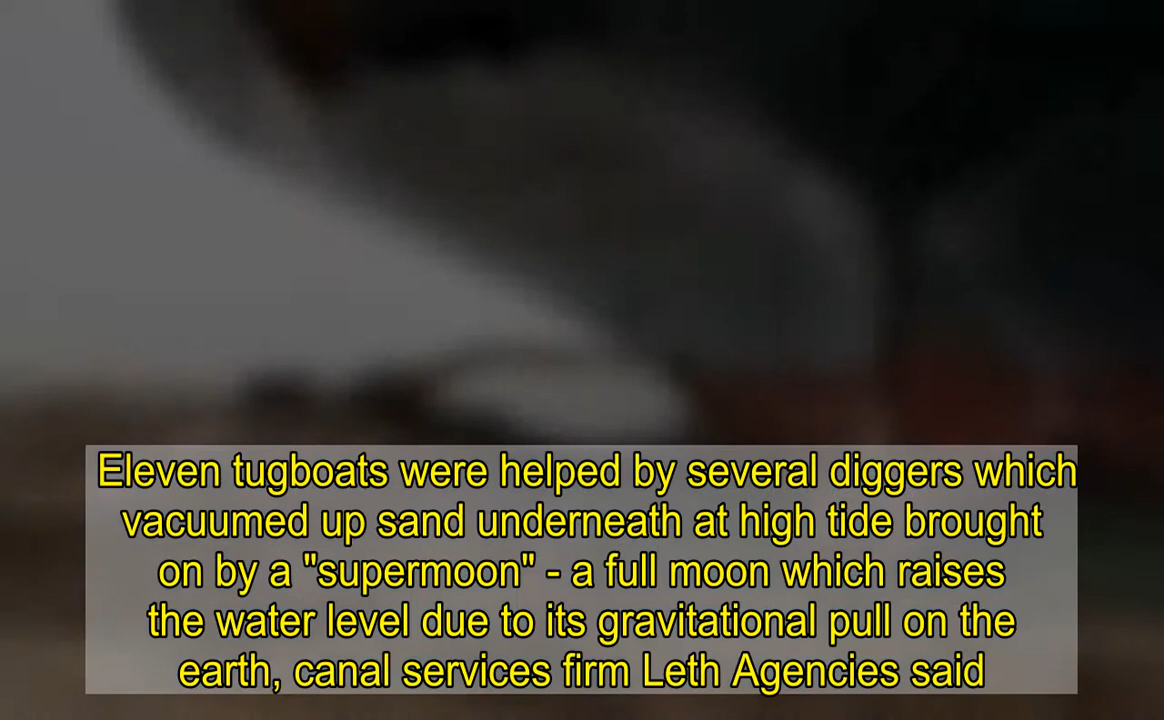 Eleven tugboats were helped by several diggers which
vacuumed up sand underneath at high tide brought
on by a "supermoon" - a full moon which raises
the water level due to its gravitational pull on the
earth, canal services firm Leth Agencies said